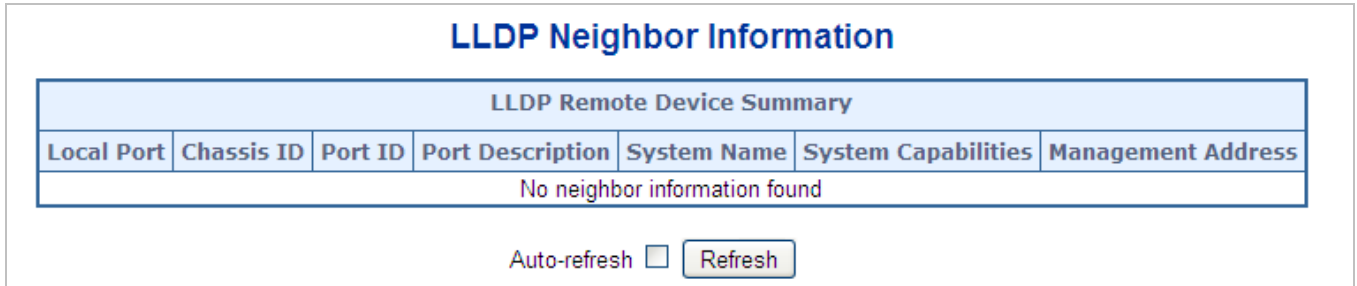 LLDP Neighbor Information
LLDP Remote Device Summary
Local Port Chassis ID Port ID Port Description System Name System Capabilities Management Address
No neighbor information found
Auto-refresh Refresh